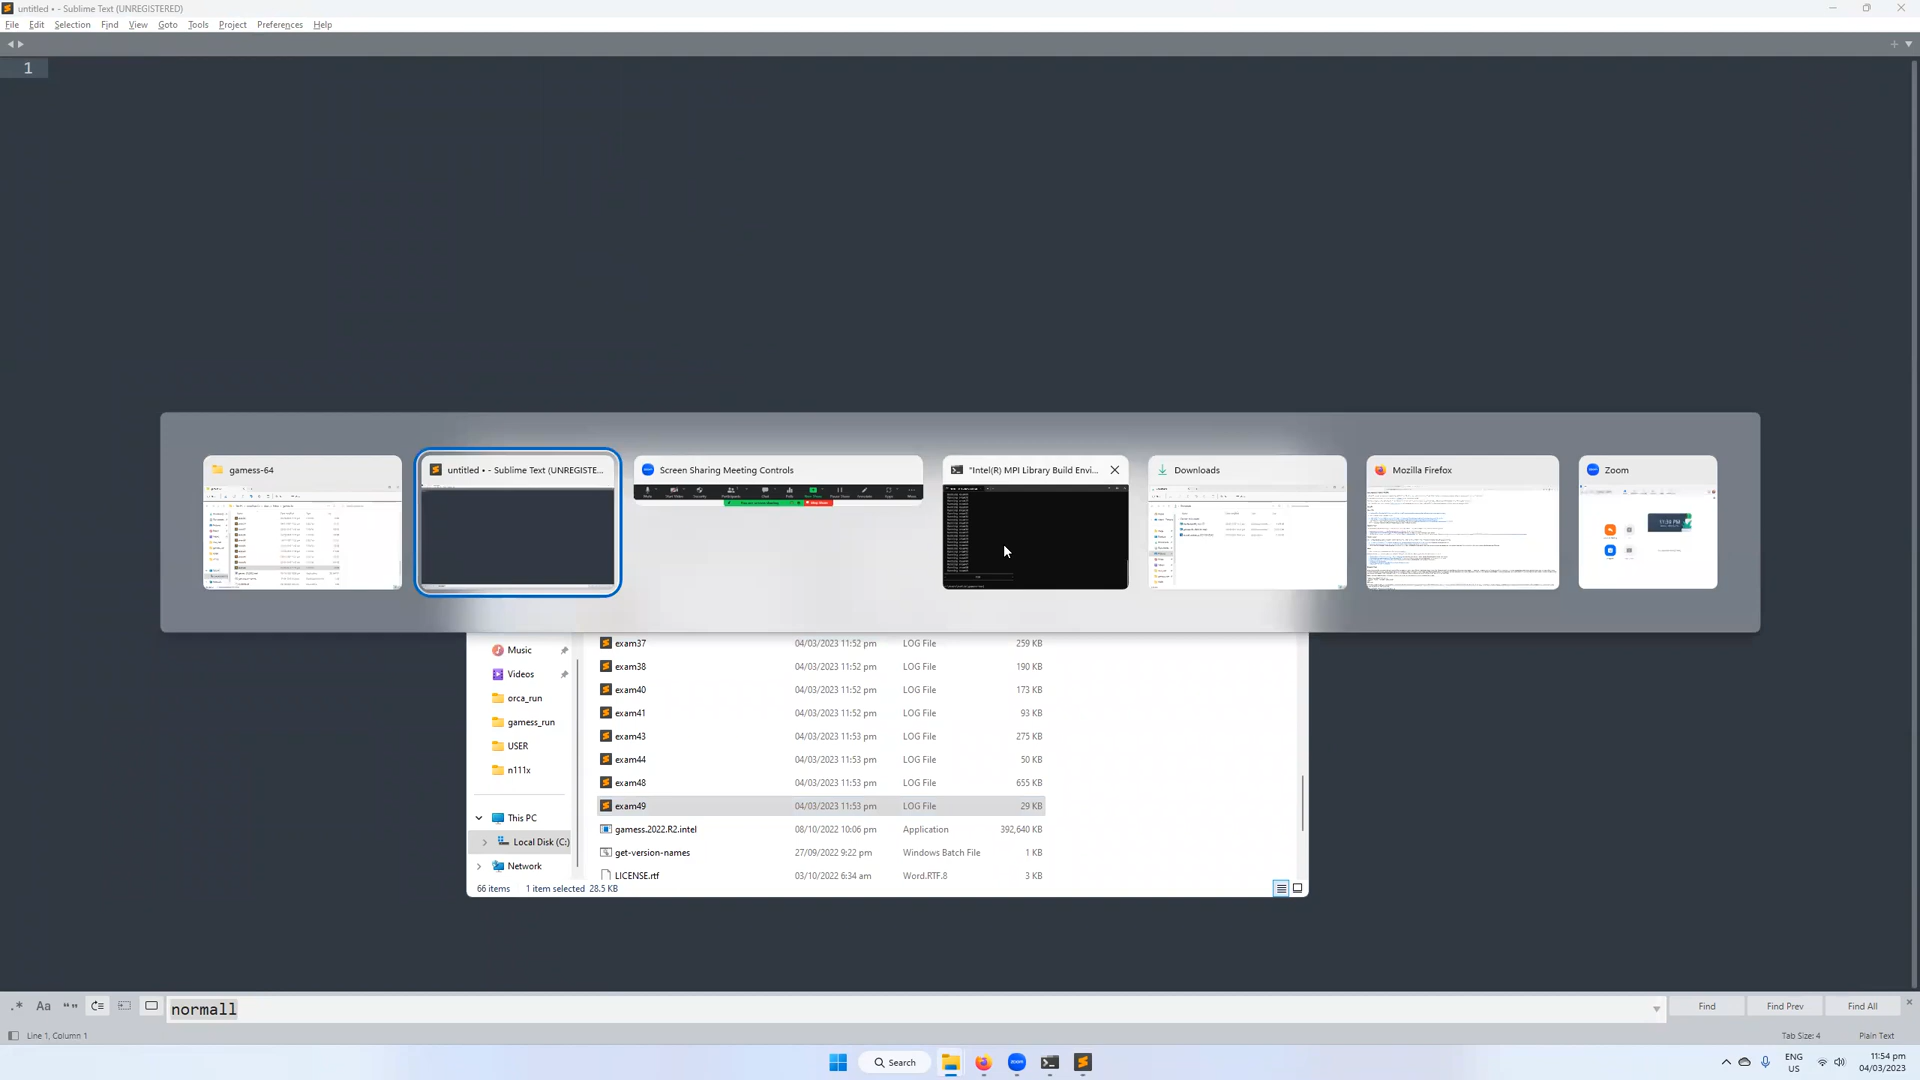 untitled • - Sublime Text (UNREGISTERED)
File Edit Selection Find View Goto Tools Project Preferences Help
1
gamess-64
untitled • - Sublime Text (UNREGISTE...
Screen Sharing Meeting Controls
"Intel(R) MPI Library Build Envi...
Downloads
Mozilla Firefox
Zoom
Music
Videos
orca_run
gamess_run
USER
n111x
This PC
Local Disk (C:)
Network
exam37 04/03/2023 11:52 pm LOG File 259 KB
exam38 04/03/2023 11:52 pm LOG File 190 KB
exam40 04/03/2023 11:52 pm LOG File 173 KB
exam41 04/03/2023 11:52 pm LOG File 93 KB
exam43 04/03/2023 11:53 pm LOG File 275 KB
exam44 04/03/2023 11:53 pm LOG File 50 KB
exam48 04/03/2023 11:53 pm LOG File 655 KB
exam49 04/03/2023 11:53 pm LOG File 29 KB
gamess.2022.R2.intel 08/10/2022 10:06 pm Application 392,640 KB
get-version-names 27/09/2022 9:22 pm Windows Batch File 1 KB
LICENSE.rtf 03/10/2022 6:34 am Word.RTF.8 3 KB
66 items 1 item selected 28.5 KB
.* Aa “” normall Find Find Prev Find All
Line 1, Column 1 Tab Size: 4 Plain Text
Search
zoom
ENG
US
11:54 pm
04/03/2023